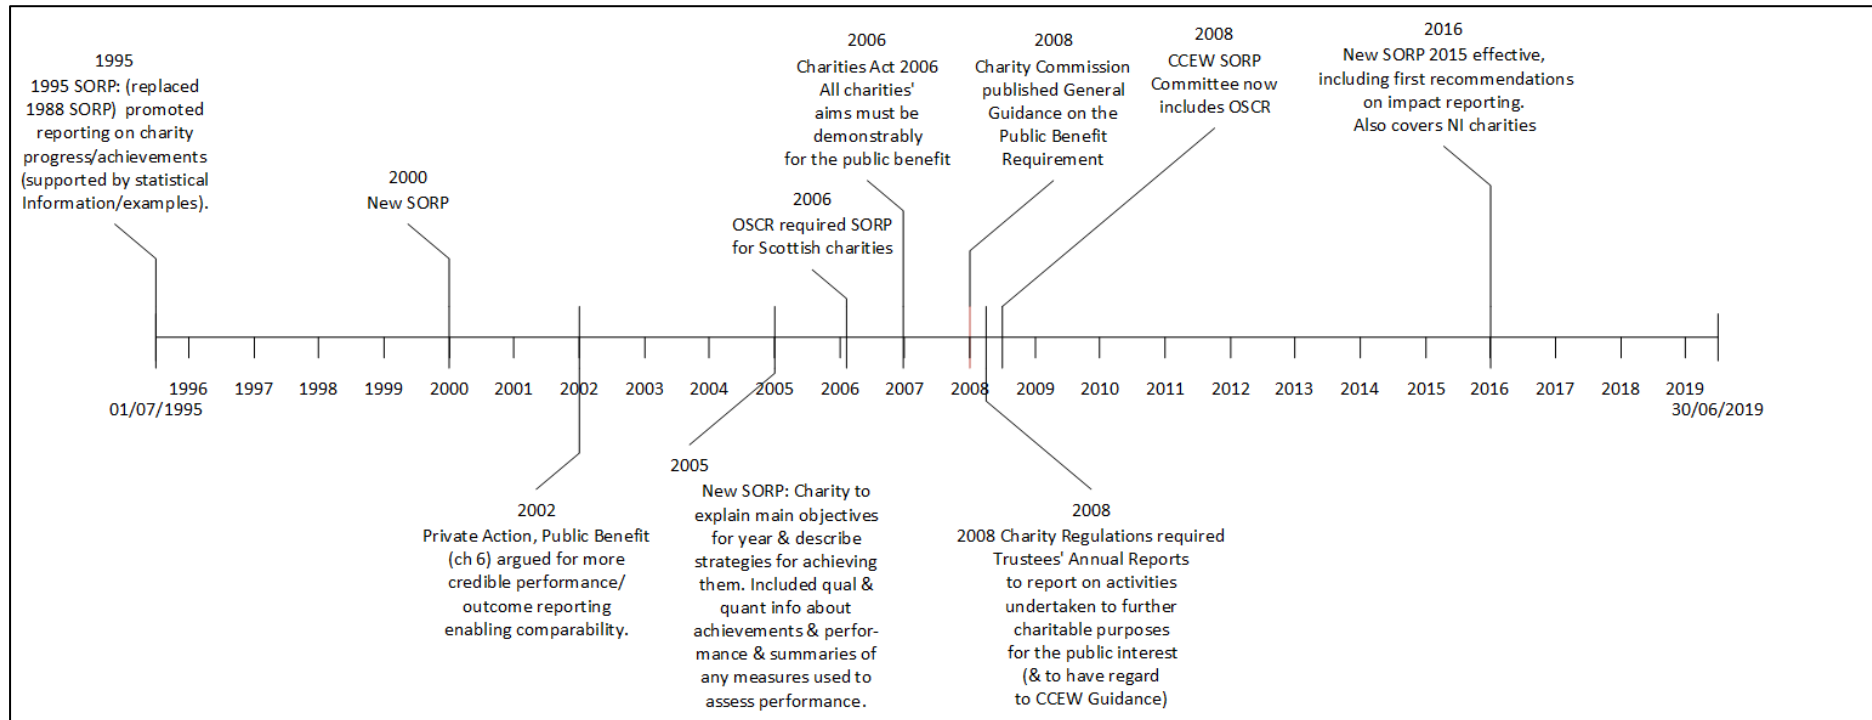 1995
1995 SORP: (replaced
1988 SORP) promoted
reporting on charity
progress/achievements
(supported by statistical
Information/examples).
2000
New SORP
2006
Charities Act 2006
All charities'
aims must be
demonstrably
for the public benefit
2006
OSCR required SORP
for Scottish charities
2008
Charity Commission
published General
Guidance on the
Public Benefit
Requirement
2008
CCEW SORP
Committee now
includes OSCR
2016
New SORP 2015 effective,
including first recommendations
on impact reporting.
Also covers NI charities
1996 1997 1998 1999 2000 2001 2002 2003 2004 2005 2006 2007 2008 2009 2010 2011 2012 2013 2014 2015 2016 2017 2018 2019
01/07/1995 30/06/2019
2002
Private Action, Public Benefit
(ch 6) argued for more
credible performance/
outcome reporting
enabling comparability.
2005
New SORP: Charity to
explain main objectives
for year & describe
strategies for achieving
them. Included qual &
quant info about
achievements & perfor-
mance & summaries of
any measures used to
assess performance.
2008
2008 Charity Regulations required
Trustees' Annual Reports
to report on activities
undertaken to further
charitable purposes
for the public interest
(& to have regard
to CCEW Guidance)